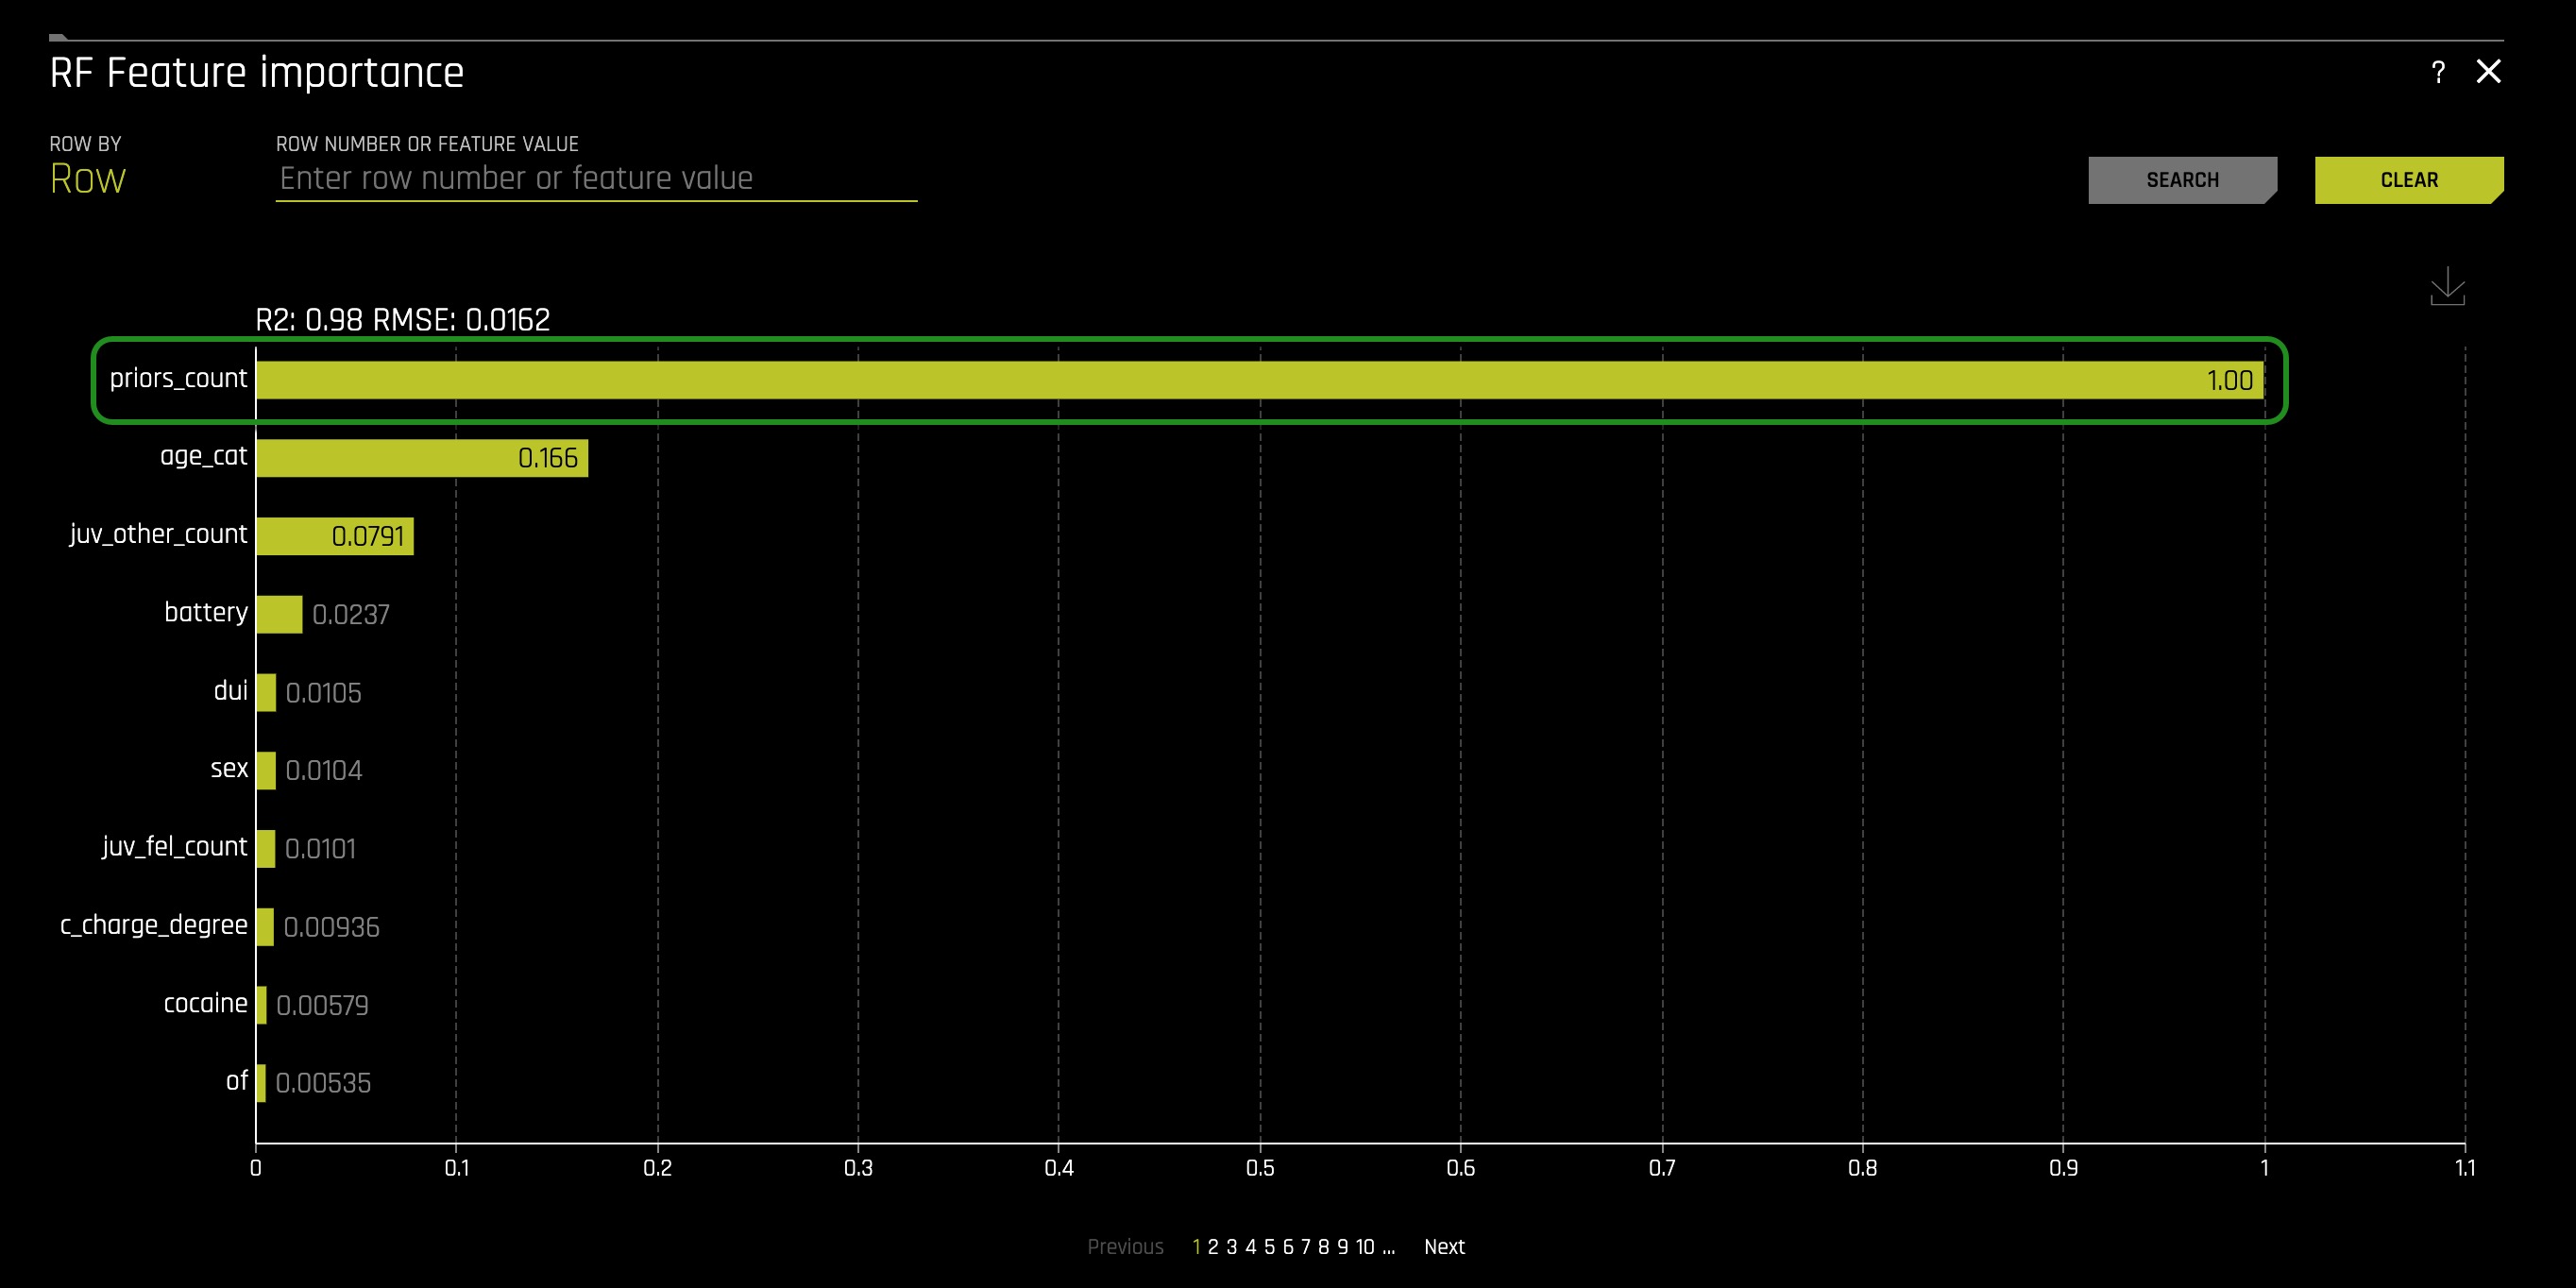 RF Feature importance
?
ROW BY
Row
ROW NUMBER OR FEATURE VALUE
Enter row number or feature value
SEARCH
CLEAR
R2: 0.98 RMSE: 0.0162
priors_count 1.00
age_cat 0.166
juv_other_count 0.0791
battery 0.0237
dui 0.0105
sex 0.0104
juv_fel_count 0.0101
c_charge_degree 0.00936
cocaine 0.00579
of 0.00535
0 0.1 0.2 0.3 0.4 0.5 0.6 0.7 0.8 0.9 1 1.1
Previous 1 2 3 4 5 6 7 8 9 10 ... Next